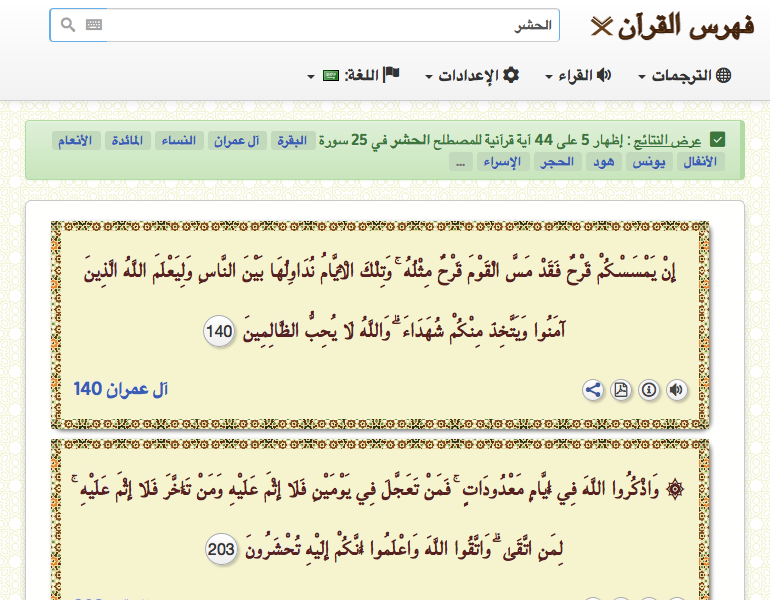 فهرس القرآن
الحشر
الترجمات
القراء
الإعدادات
اللغة:
عرض النتائج : إظهار 5 على 44 آية قرآنية للمصطلح الحشر في 25 سورة البقرة آل عمران النساء المائدة الأنعام
الأنفال يونس هود الحجر الإسراء ...
إِنْ يَمْسَسْكُمْ قَرْحٌ فَقَدْ مَسَّ الْقَوْمَ قَرْحٌ مِثْلُهُ ۚ وَتِلْكَ الْأَيَّامُ نُدَاوِلُهَا بَيْنَ النَّاسِ وَلِيَعْلَمَ اللَّهُ الَّذِينَ
آمَنُوا وَيَتَّخِذَ مِنْكُمْ شُهَدَاءَ ۗ وَاللَّهُ لَا يُحِبُّ الظَّالِمِينَ 140
آل عمران 140
۞ وَاذْكُرُوا اللَّهَ فِي أَيَّامٍ مَعْدُودَاتٍ ۚ فَمَنْ تَعَجَّلَ فِي يَوْمَيْنِ فَلَا إِثْمَ عَلَيْهِ وَمَنْ تَأَخَّرَ فَلَا إِثْمَ عَلَيْهِ ۚ
لِمَنِ اتَّقَى ۗ وَاتَّقُوا اللَّهَ وَاعْلَمُوا أَنَّكُمْ إِلَيْهِ تُحْشَرُونَ 203